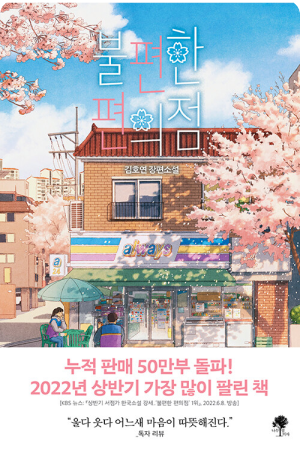 불편한
편의점
김호연 장편소설
always
누적 판매 50만부 돌파!
2022년 상반기 가장 많이 팔린 책
[KBS 뉴스: 『상반기 서점가 한국소설 강세..'불편한 편의점' 1위』, 2022.6.8. 방송]
“울다 웃다 어느새 마음이 따뜻해진다.”
_독자 리뷰